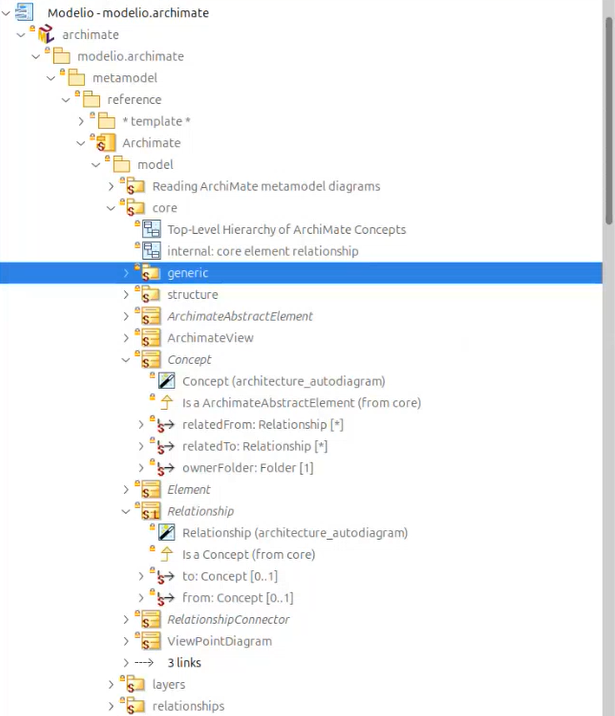 Modelio - modelio.archimate
archimate
modelio.archimate
metamodel
reference
* template *
Archimate
model
Reading ArchiMate metamodel diagrams
core
Top-Level Hierarchy of ArchiMate Concepts
internal: core element relationship
generic
structure
ArchimateAbstractElement
ArchimateView
Concept
Concept (architecture_autodiagram)
Is a ArchimateAbstractElement (from core)
relatedFrom: Relationship [*]
relatedTo: Relationship [*]
ownerFolder: Folder [1]
Element
Relationship
Relationship (architecture_autodiagram)
Is a Concept (from core)
to: Concept [0..1]
from: Concept [0..1]
RelationshipConnector
ViewPointDiagram
3 links
layers
relationships